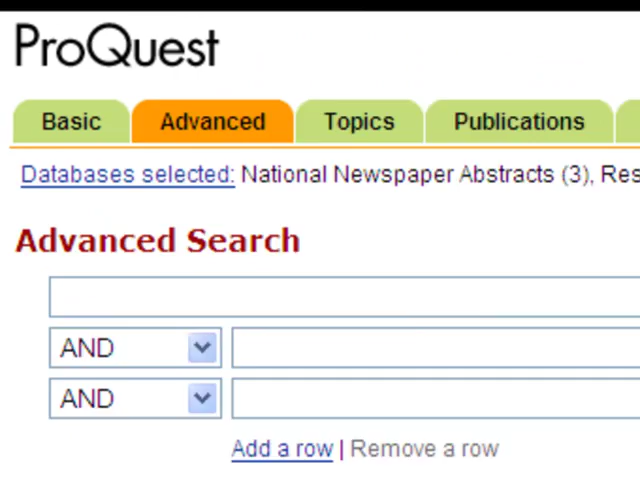 ProQuest
Basic Advanced Topics Publications
Databases selected: National Newspaper Abstracts (3), Res
Advanced Search
AND
AND
Add a row | Remove a row